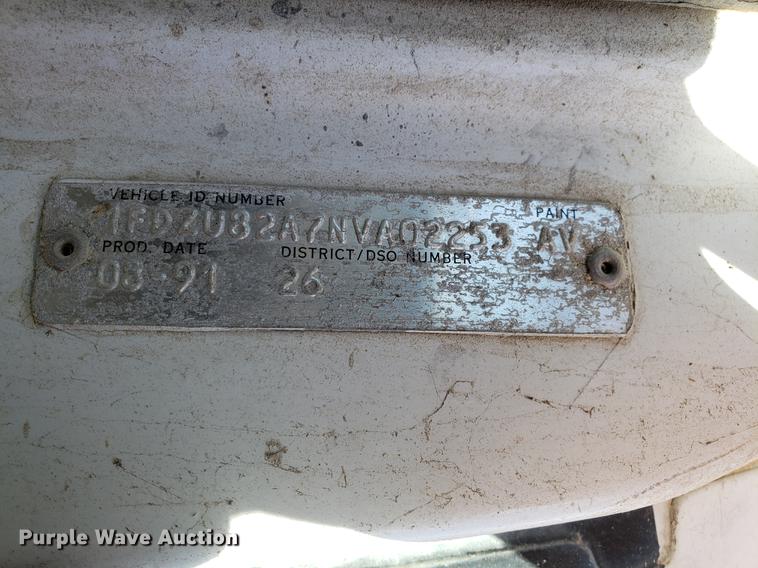 VEHICLE ID NUMBER PAINT
1FDZU82A7NVA02253 AV
PROD. DATE DISTRICT/DSO NUMBER
03-91 26
Purple Wave Auction